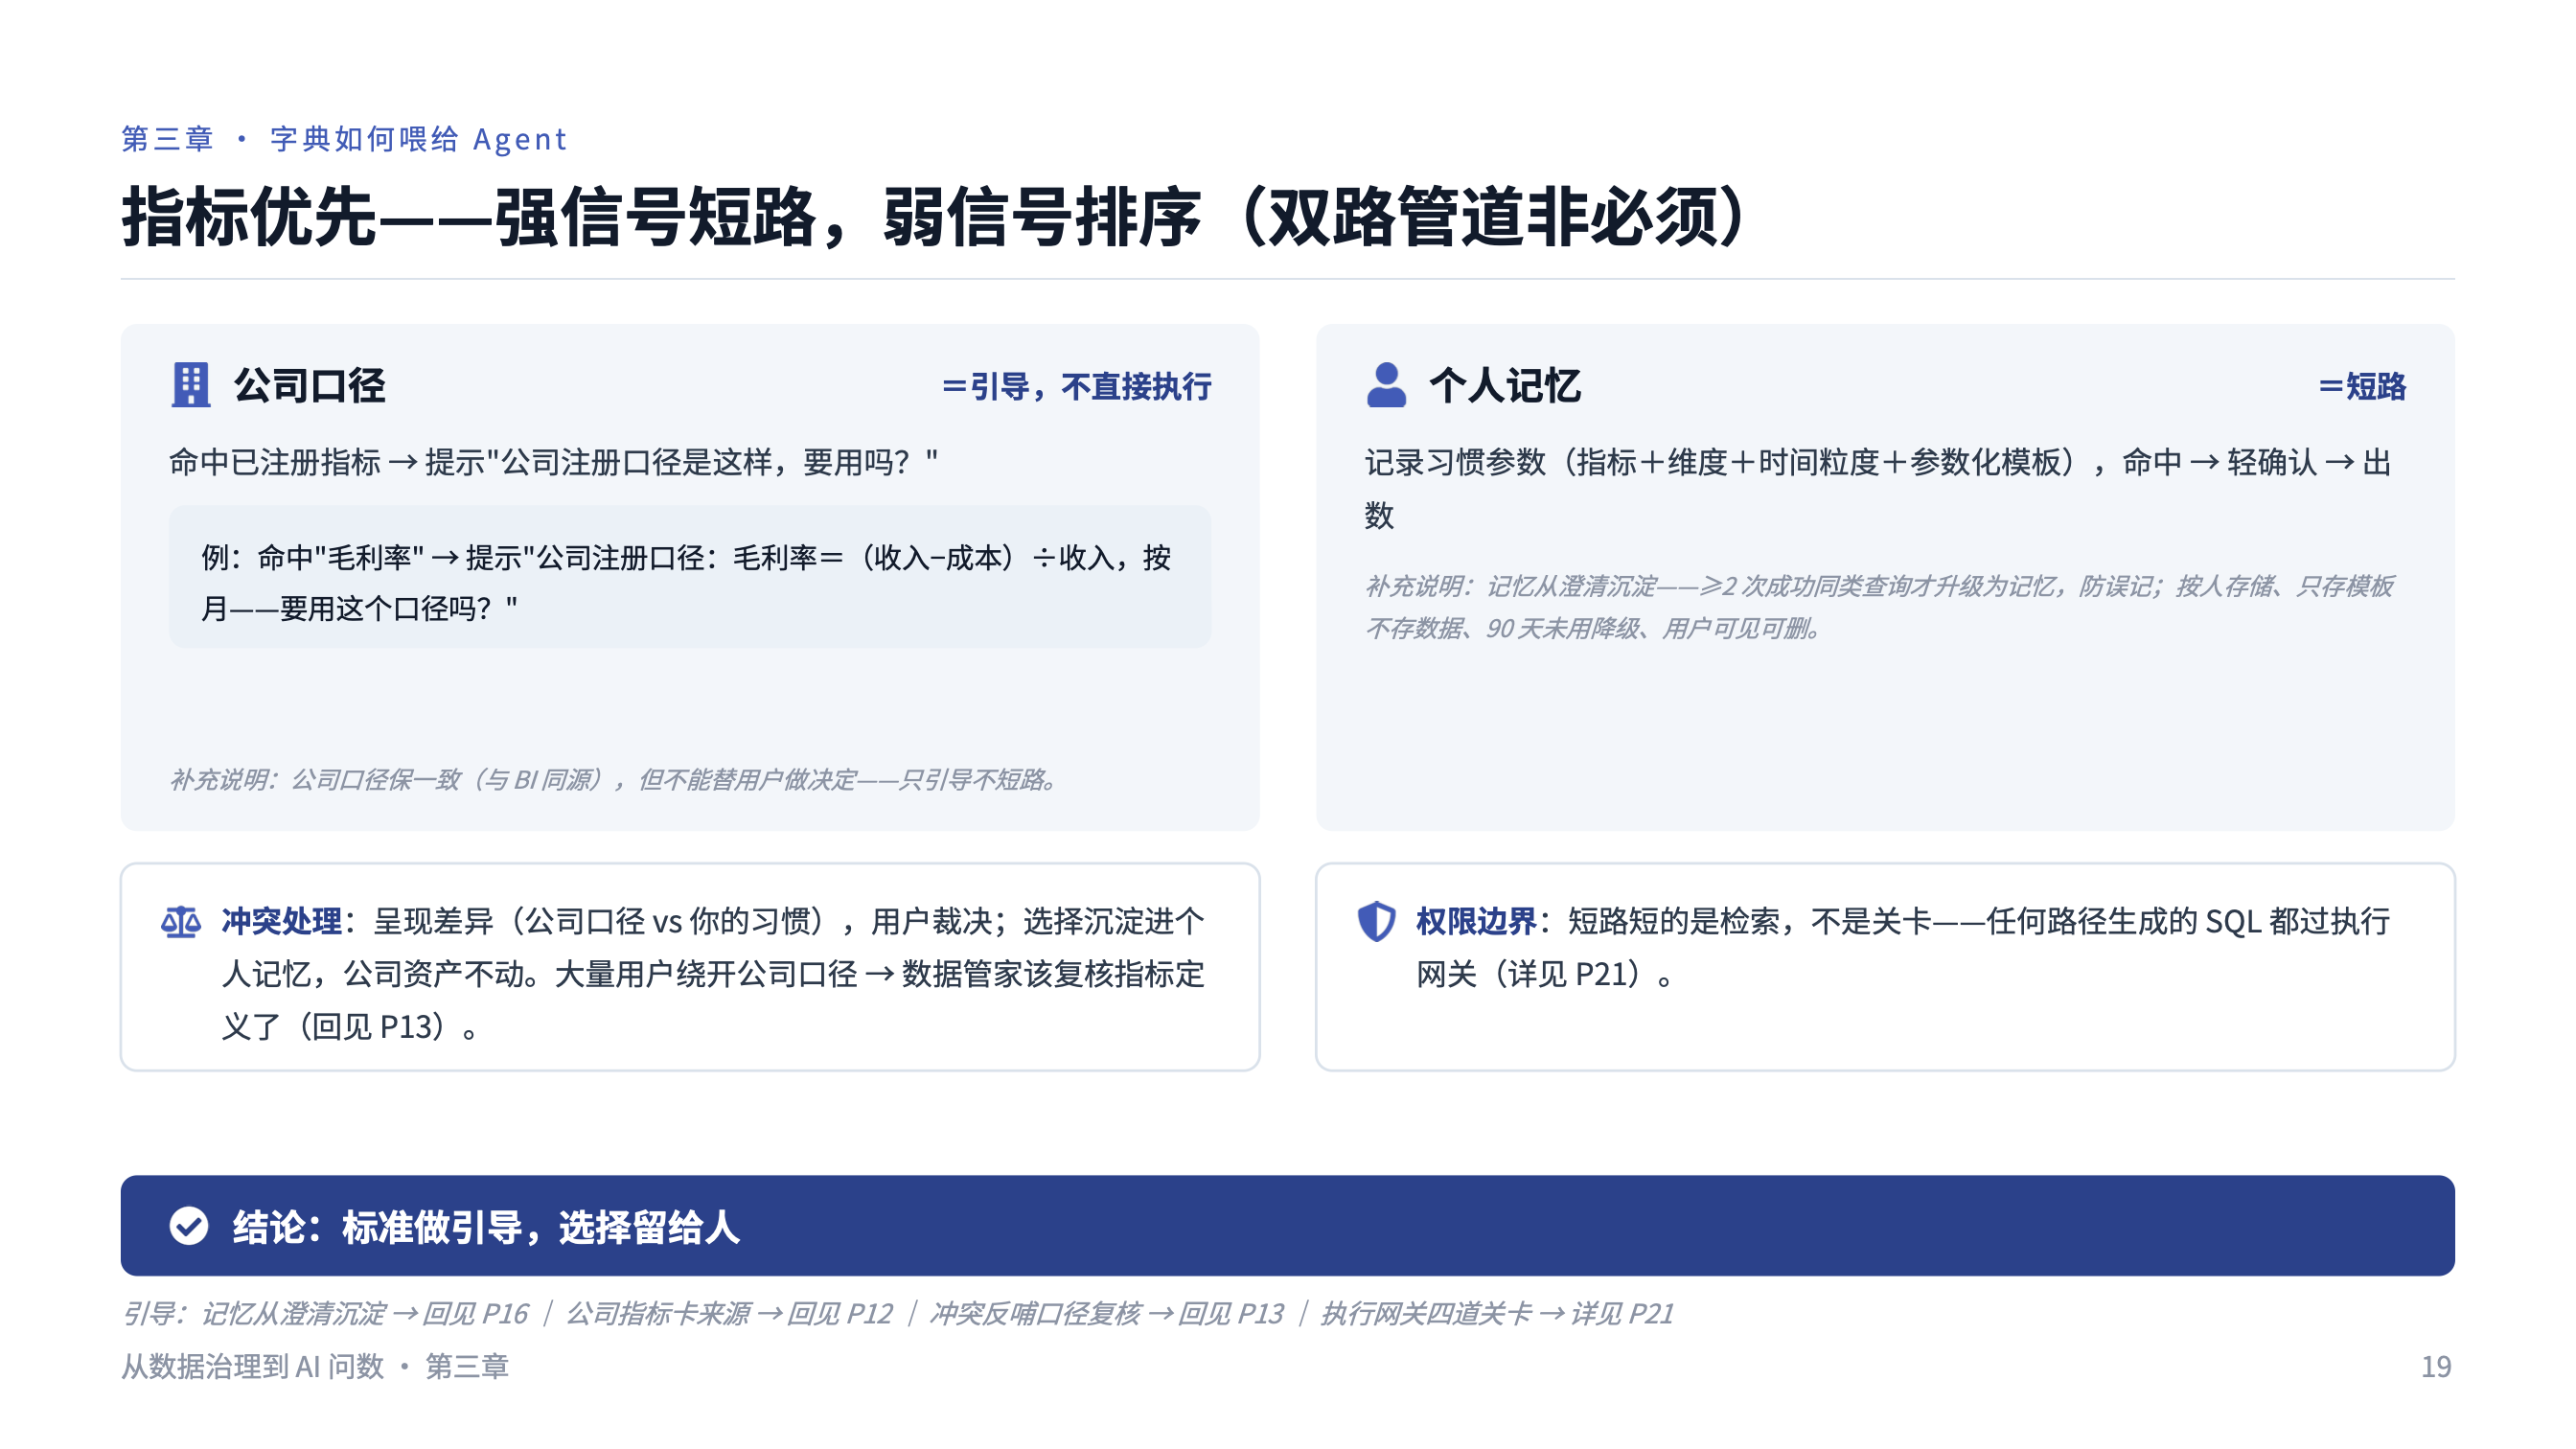 第三章 · 字典如何喂给 Agent
指标优先——强信号短路，弱信号排序（双路管道非必须）
公司口径
＝引导，不直接执行
命中已注册指标 → 提示"公司注册口径是这样，要用吗？"
例：命中"毛利率" → 提示"公司注册口径：毛利率＝（收入−成本）÷收入，按
月——要用这个口径吗？"
补充说明：公司口径保一致（与 BI 同源），但不能替用户做决定——只引导不短路。
个人记忆
＝短路
记录习惯参数（指标＋维度＋时间粒度＋参数化模板），命中 → 轻确认 → 出
数
补充说明：记忆从澄清沉淀——≥2 次成功同类查询才升级为记忆，防误记；按人存储、只存模板
不存数据、90 天未用降级、用户可见可删。
冲突处理：呈现差异（公司口径 vs 你的习惯），用户裁决；选择沉淀进个
人记忆，公司资产不动。大量用户绕开公司口径 → 数据管家该复核指标定
义了（回见 P13）。
权限边界：短路短的是检索，不是关卡——任何路径生成的 SQL 都过执行
网关（详见 P21）。
结论：标准做引导，选择留给人
引导：记忆从澄清沉淀 → 回见 P16 ｜ 公司指标卡来源 → 回见 P12 ｜ 冲突反哺口径复核 → 回见 P13 ｜ 执行网关四道关卡 → 详见 P21
从数据治理到 AI 问数 · 第三章
19